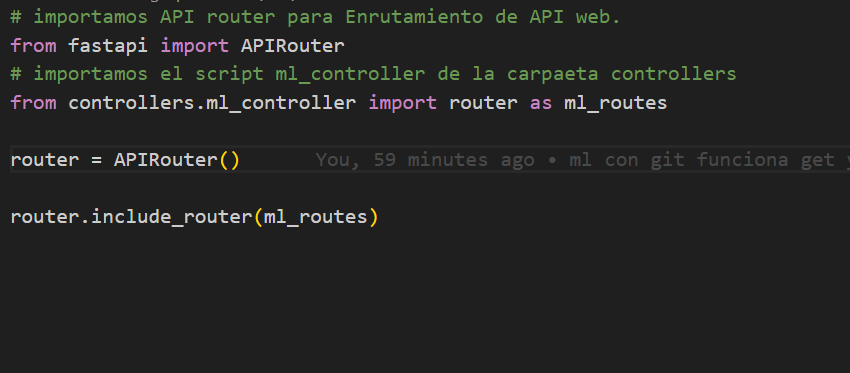 # importamos API router para Enrutamiento de API web.
from fastapi import APIRouter
# importamos el script ml_controller de la carpaeta controllers
from controllers.ml_controller import router as ml_routes
router = APIRouter() You, 59 minutes ago • ml con git funciona get
router.include_router(ml_routes)